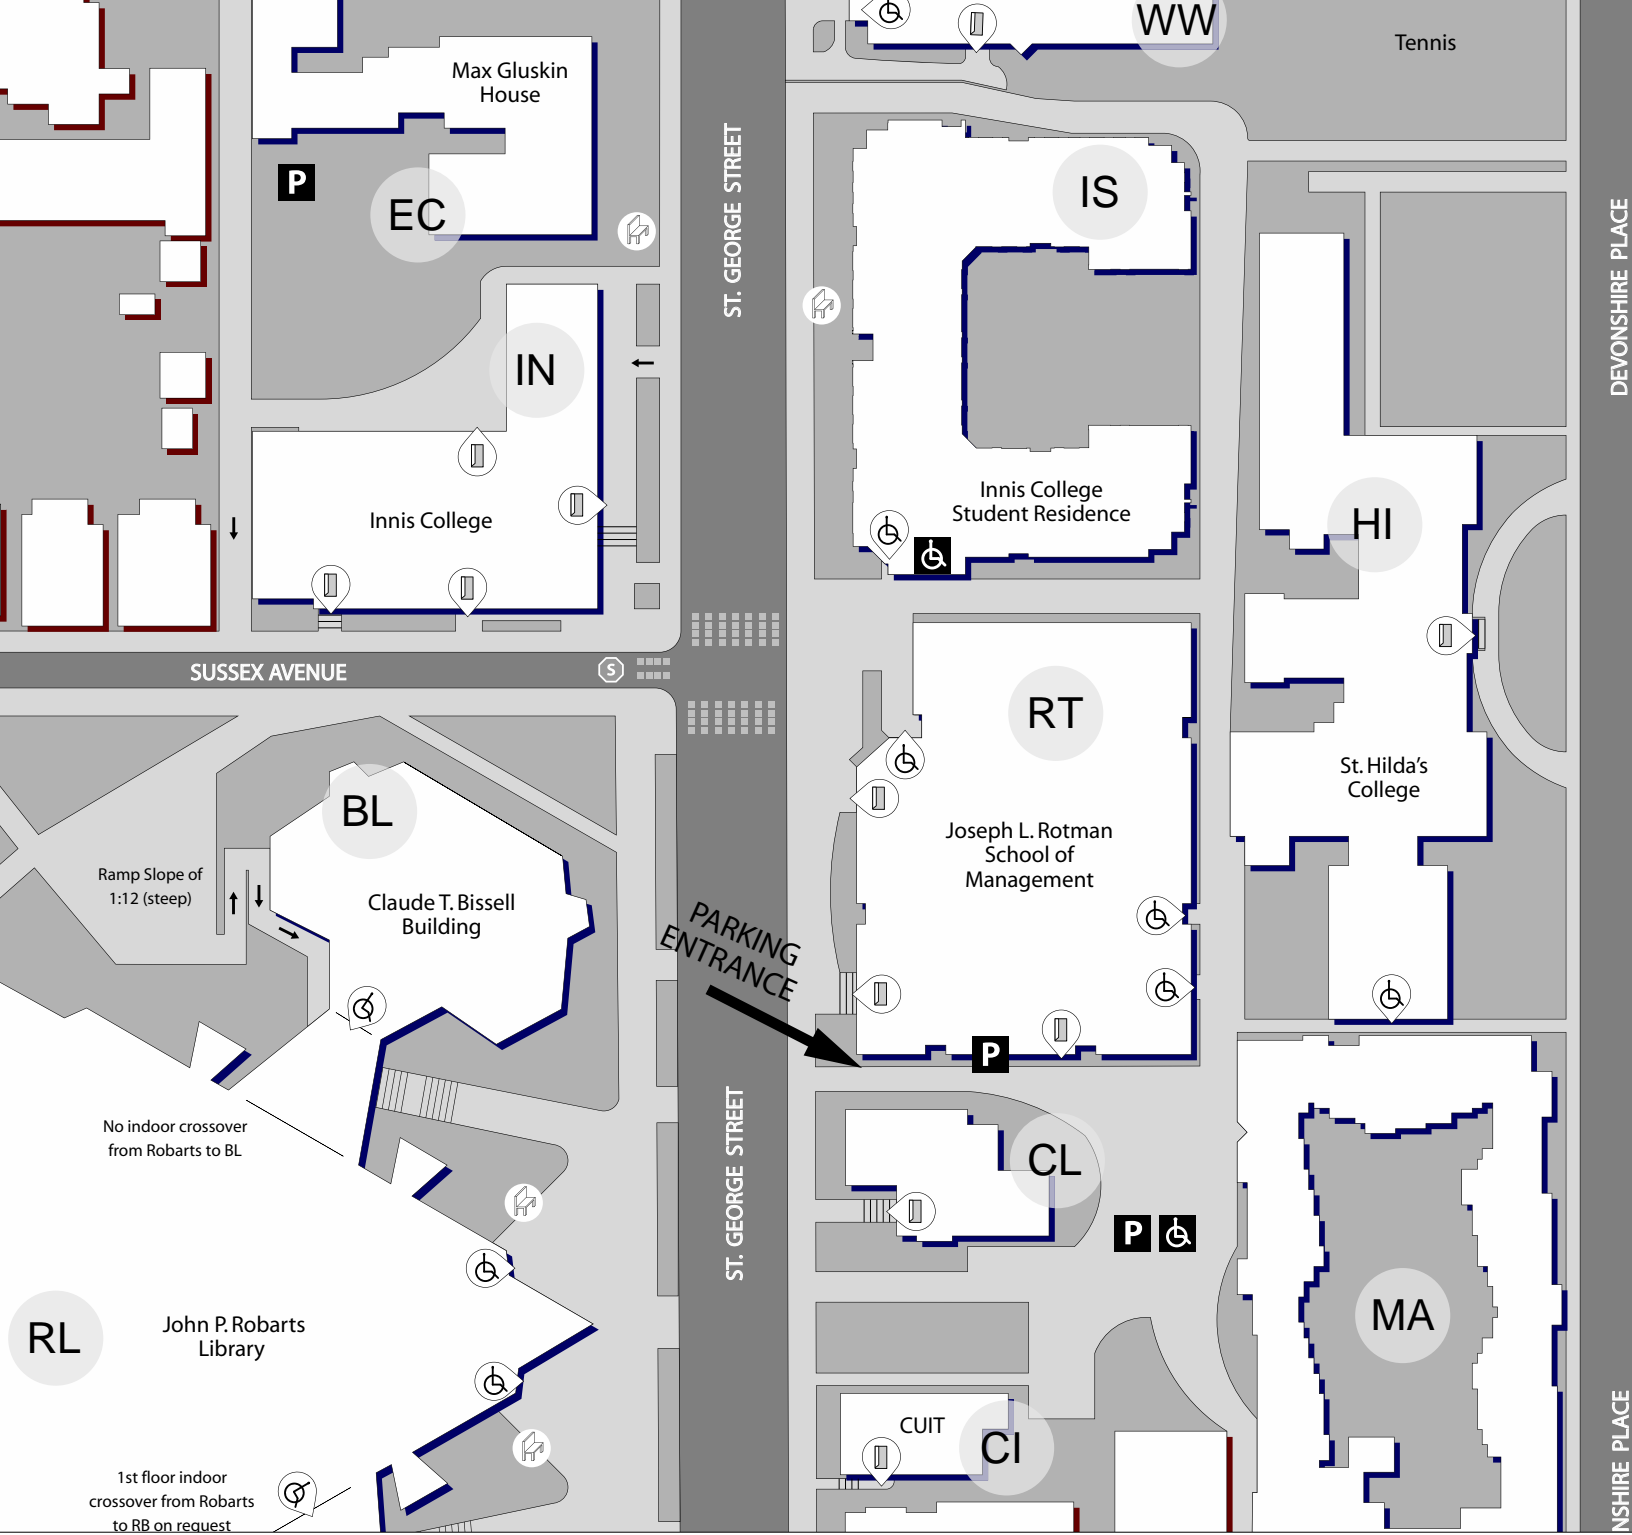 WW
Tennis
Max Gluskin
House
P
EC
ST. GEORGE STREET
IS
DEVONSHIRE PLACE
IN
Innis College
Innis College
Student Residence
HI
SUSSEX AVENUE
S
RT
BL
St. Hilda's
College
Joseph L. Rotman
School of
Management
Ramp Slope of
1:12 (steep)
Claude T. Bissell
Building
PARKING
ENTRANCE
P
No indoor crossover
from Robarts to BL
ST. GEORGE STREET
CL
P
RL
John P. Robarts
Library
MA
CUIT
CI
NSHIRE PLACE
1st floor indoor
crossover from Robarts
to RB on request